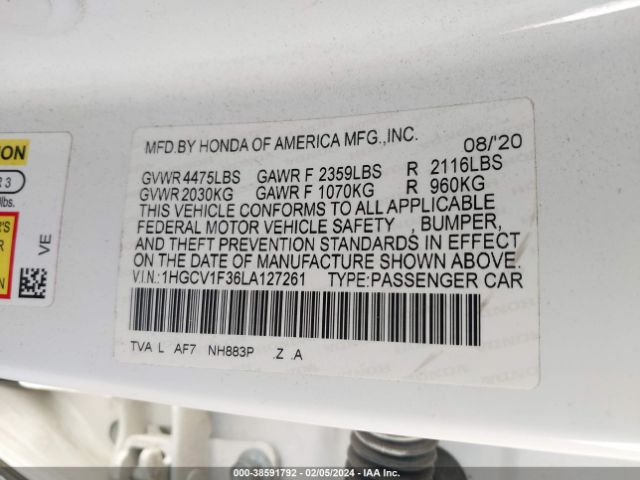 MFD.BY HONDA OF AMERICA MFG.,INC. 08/'20
GVWR 4475LBS GAWR F 2359LBS R 2116LBS
GVWR 2030KG GAWR F 1070KG R 960KG
THIS VEHICLE CONFORMS TO ALL APPLICABLE
FEDERAL MOTOR VEHICLE SAFETY , BUMPER,
AND THEFT PREVENTION STANDARDS IN EFFECT
ON THE DATE OF MANUFACTURE SHOWN ABOVE.
V.I.N.:1HGCV1F36LA127261 TYPE:PASSENGER CAR
TVA L AF7 NH883P .Z .A
VE
000-38591792 - 02/05/2024 - IAA Inc.